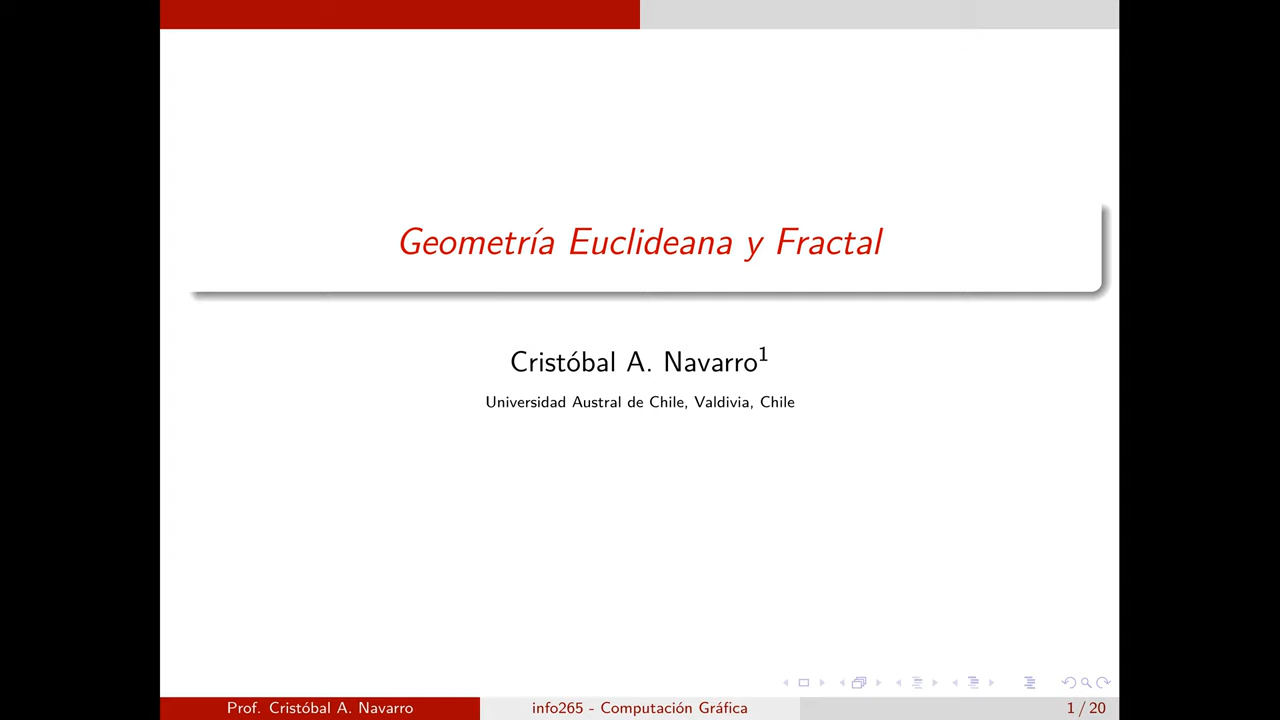 Geometría Euclideana y Fractal
Cristóbal A. Navarro¹
Universidad Austral de Chile, Valdivia, Chile
Prof. Cristóbal A. Navarro
info265 - Computación Gráfica
1 / 20